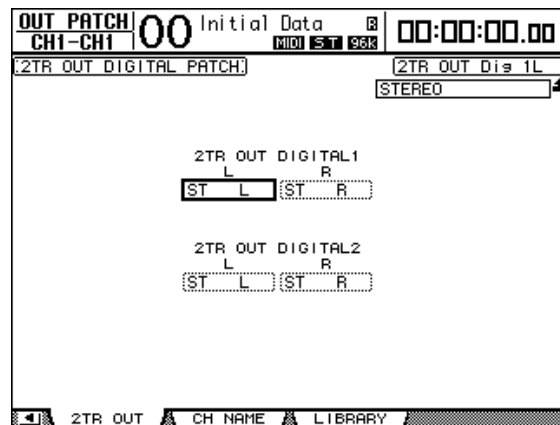 OUT PATCH
CH1-CH1
00
Initial Data
MIDI S.T 96k
00:00:00.00
2TR OUT DIGITAL PATCH
2TR OUT Dig 1L
STEREO
2TR OUT DIGITAL1
L R
ST L ST R
2TR OUT DIGITAL2
L R
ST L ST R
2TR OUT CH NAME LIBRARY